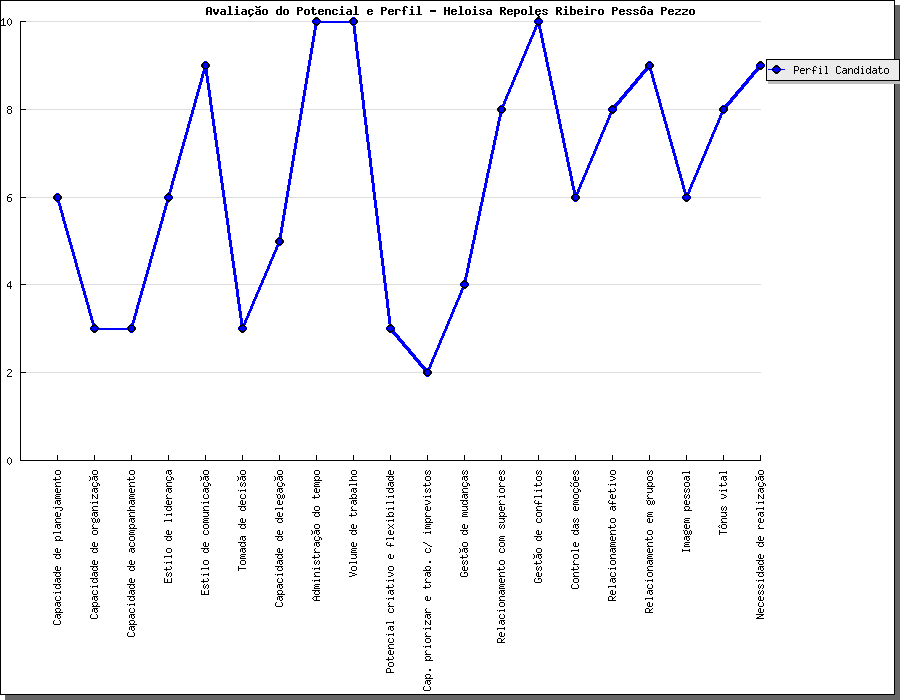 Avaliação do Potencial e Perfil - Heloisa Repoles Ribeiro Pessôa Pezzo
10
8
6
4
2
0
Perfil Candidato
Capacidade de planejamento
Capacidade de organização
Capacidade de acompanhamento
Estilo de liderança
Estilo de comunicação
Tomada de decisão
Capacidade de delegação
Administração do tempo
Volume de trabalho
Potencial criativo e flexibilidade
Cap. priorizar e trab. c/ imprevistos
Gestão de mudanças
Relacionamento com superiores
Gestão de conflitos
Controle das emoções
Relacionamento afetivo
Relacionamento em grupos
Imagem pessoal
Tônus vital
Necessidade de realização